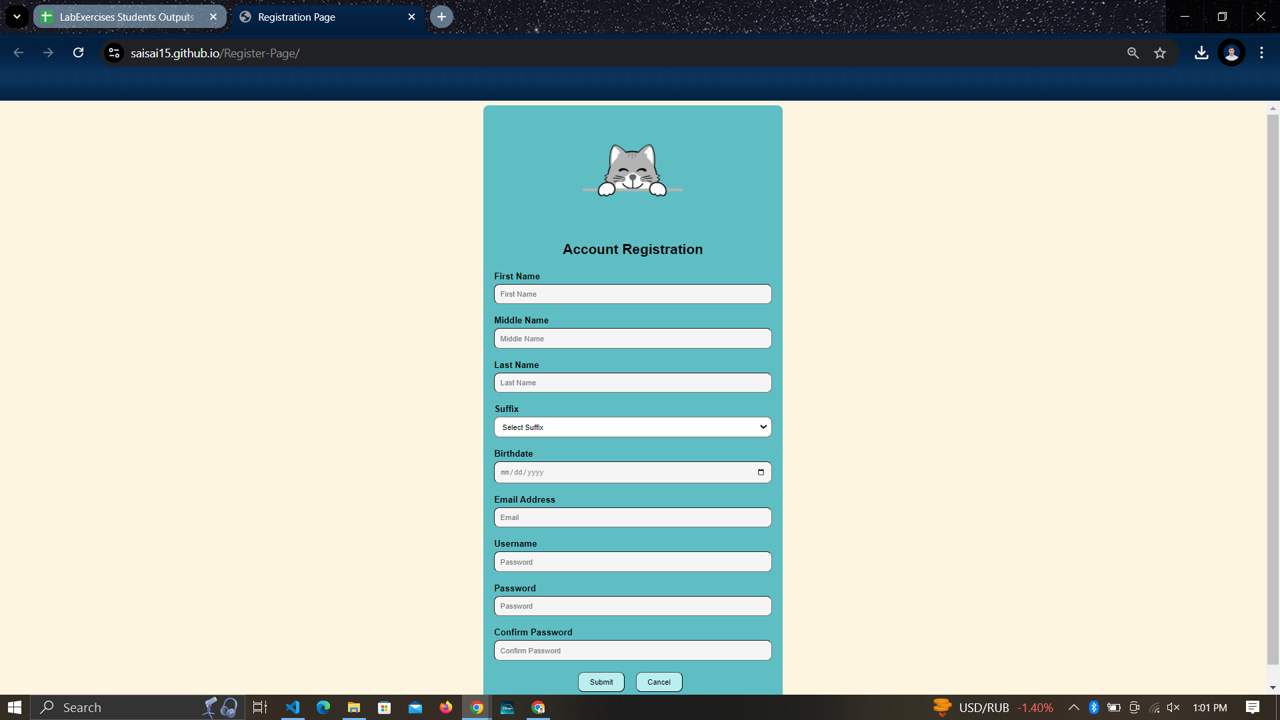 LabExercises Students Outputs
Registration Page
saisai15.github.io/Register-Page/
Account Registration
First Name
First Name
Middle Name
Middle Name
Last Name
Last Name
Suffix
Select Suffix
Birthdate
mm/dd/yyyy
Email Address
Email
Username
Password
Password
Password
Confirm Password
Confirm Password
Submit Cancel
Search
USD/RUB -1.40%
1:01 PM